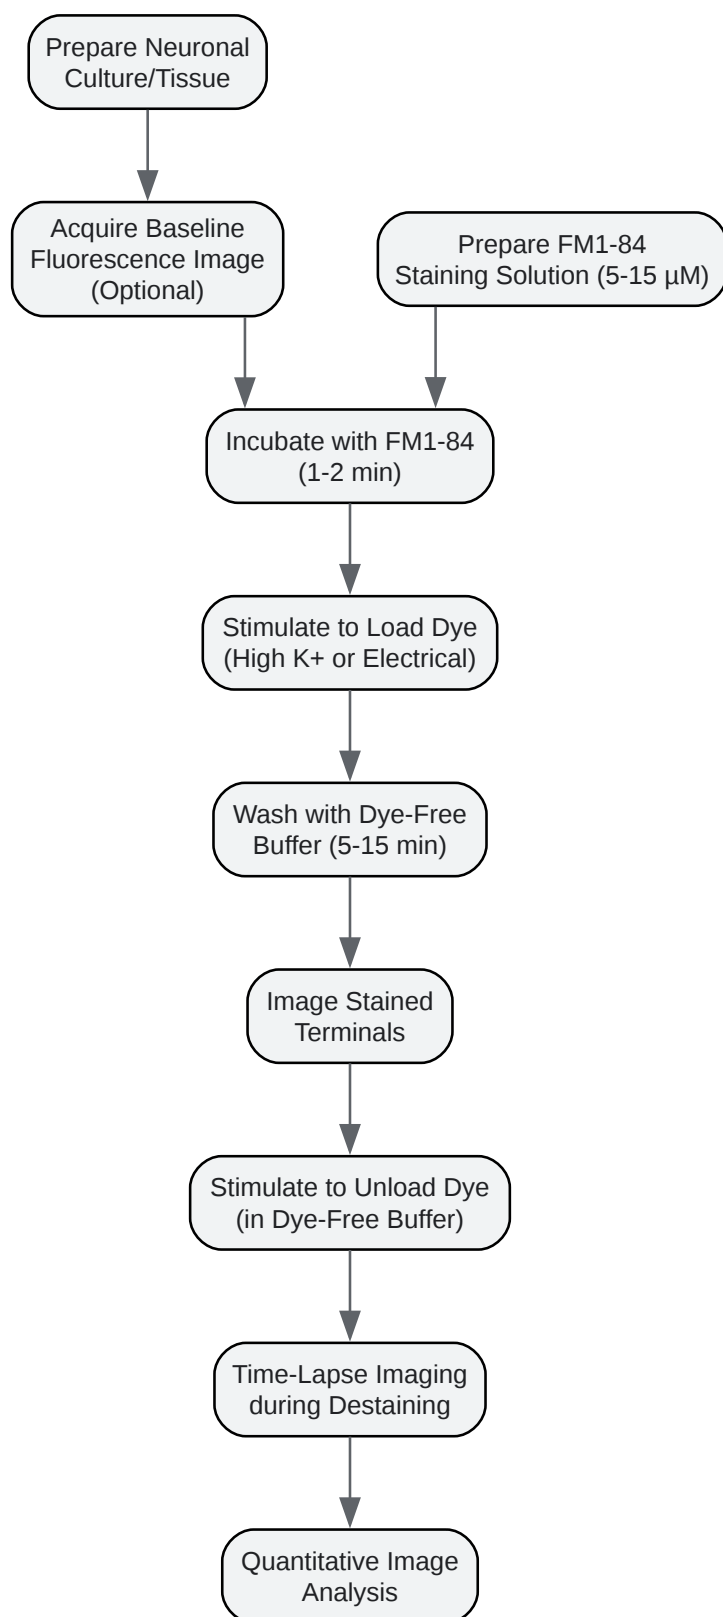 Prepare Neuronal
Culture/Tissue
Acquire Baseline
Fluorescence Image
(Optional)
Prepare FM1-84
Staining Solution (5-15 µM)
Incubate with FM1-84
(1-2 min)
Stimulate to Load Dye
(High K+ or Electrical)
Wash with Dye-Free
Buffer (5-15 min)
Image Stained
Terminals
Stimulate to Unload Dye
(in Dye-Free Buffer)
Time-Lapse Imaging
during Destaining
Quantitative Image
Analysis